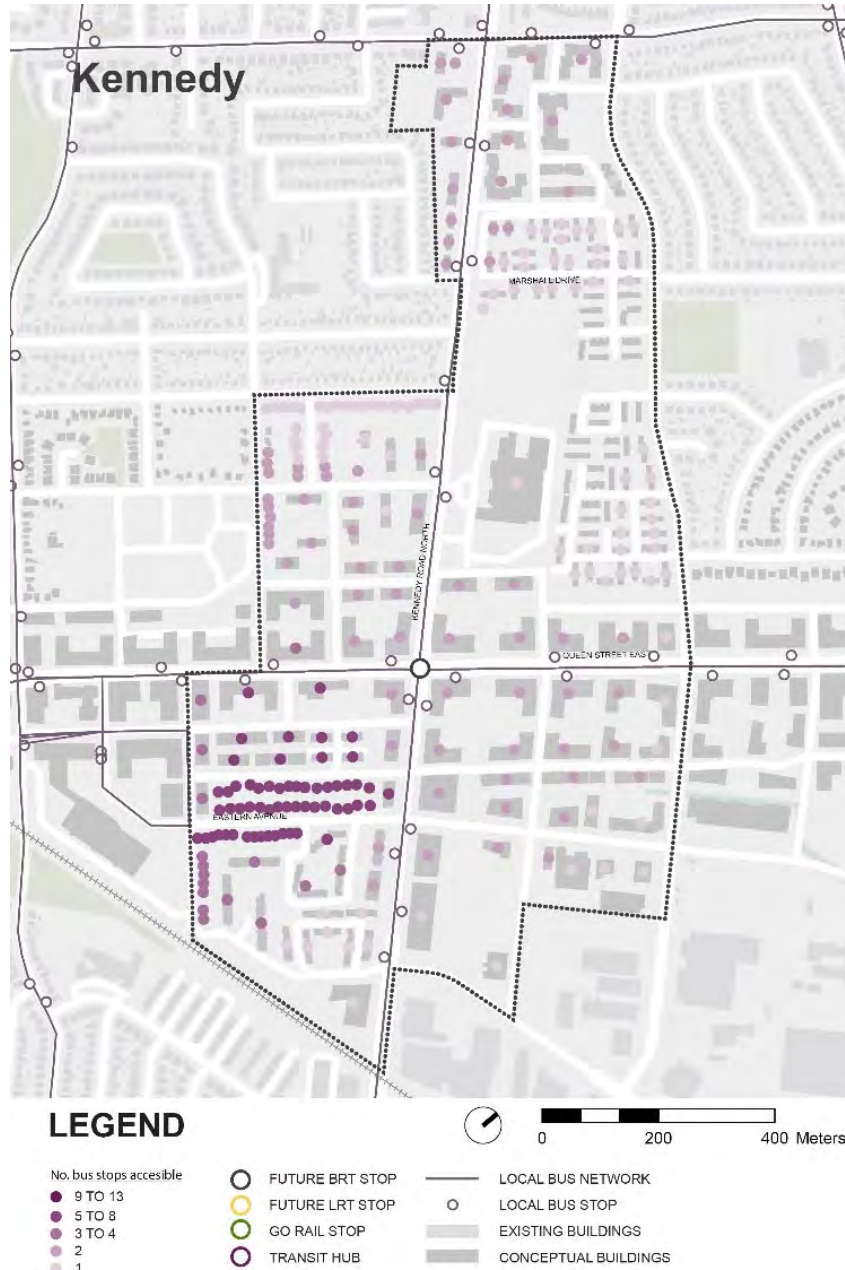 Kennedy
MARSHALL DRIVE
KENNEDY ROAD NORTH
QUEEN STREET EAST
EASTERN AVENUE
LEGEND
0 200 400 Meters
No. bus stops accesible
9 TO 13
5 TO 8
3 TO 4
2
1
FUTURE BRT STOP
FUTURE LRT STOP
GO RAIL STOP
TRANSIT HUB
LOCAL BUS NETWORK
LOCAL BUS STOP
EXISTING BUILDINGS
CONCEPTUAL BUILDINGS